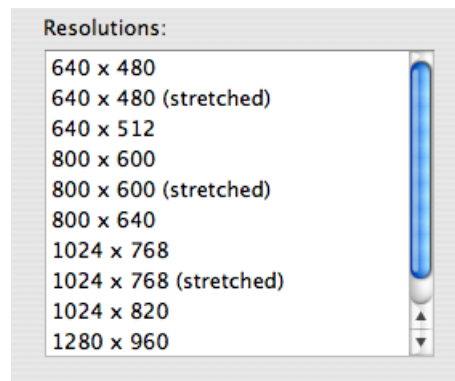 Resolutions:
640 x 480
640 x 480 (stretched)
640 x 512
800 x 600
800 x 600 (stretched)
800 x 640
1024 x 768
1024 x 768 (stretched)
1024 x 820
1280 x 960